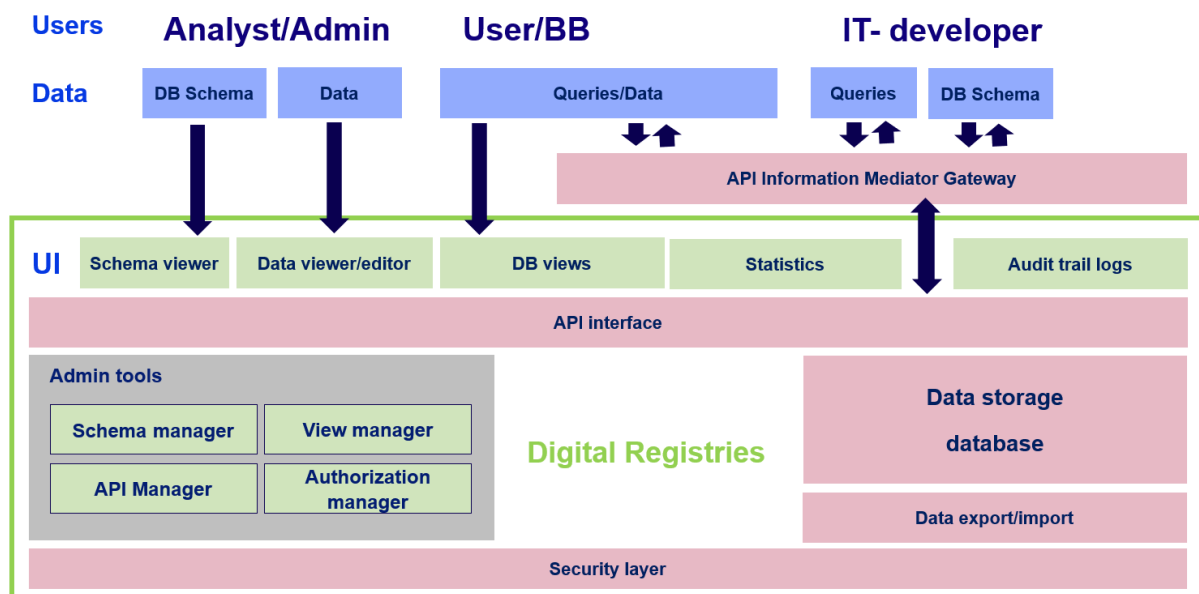 Users
Analyst/Admin
User/BB
IT- developer
Data
DB Schema
Data
Queries/Data
Queries
DB Schema
API Information Mediator Gateway
UI
Schema viewer
Data viewer/editor
DB views
Statistics
Audit trail logs
API interface
Admin tools
Schema manager
View manager
API Manager
Authorization
manager
Digital Registries
Data storage
database
Data export/import
Security layer